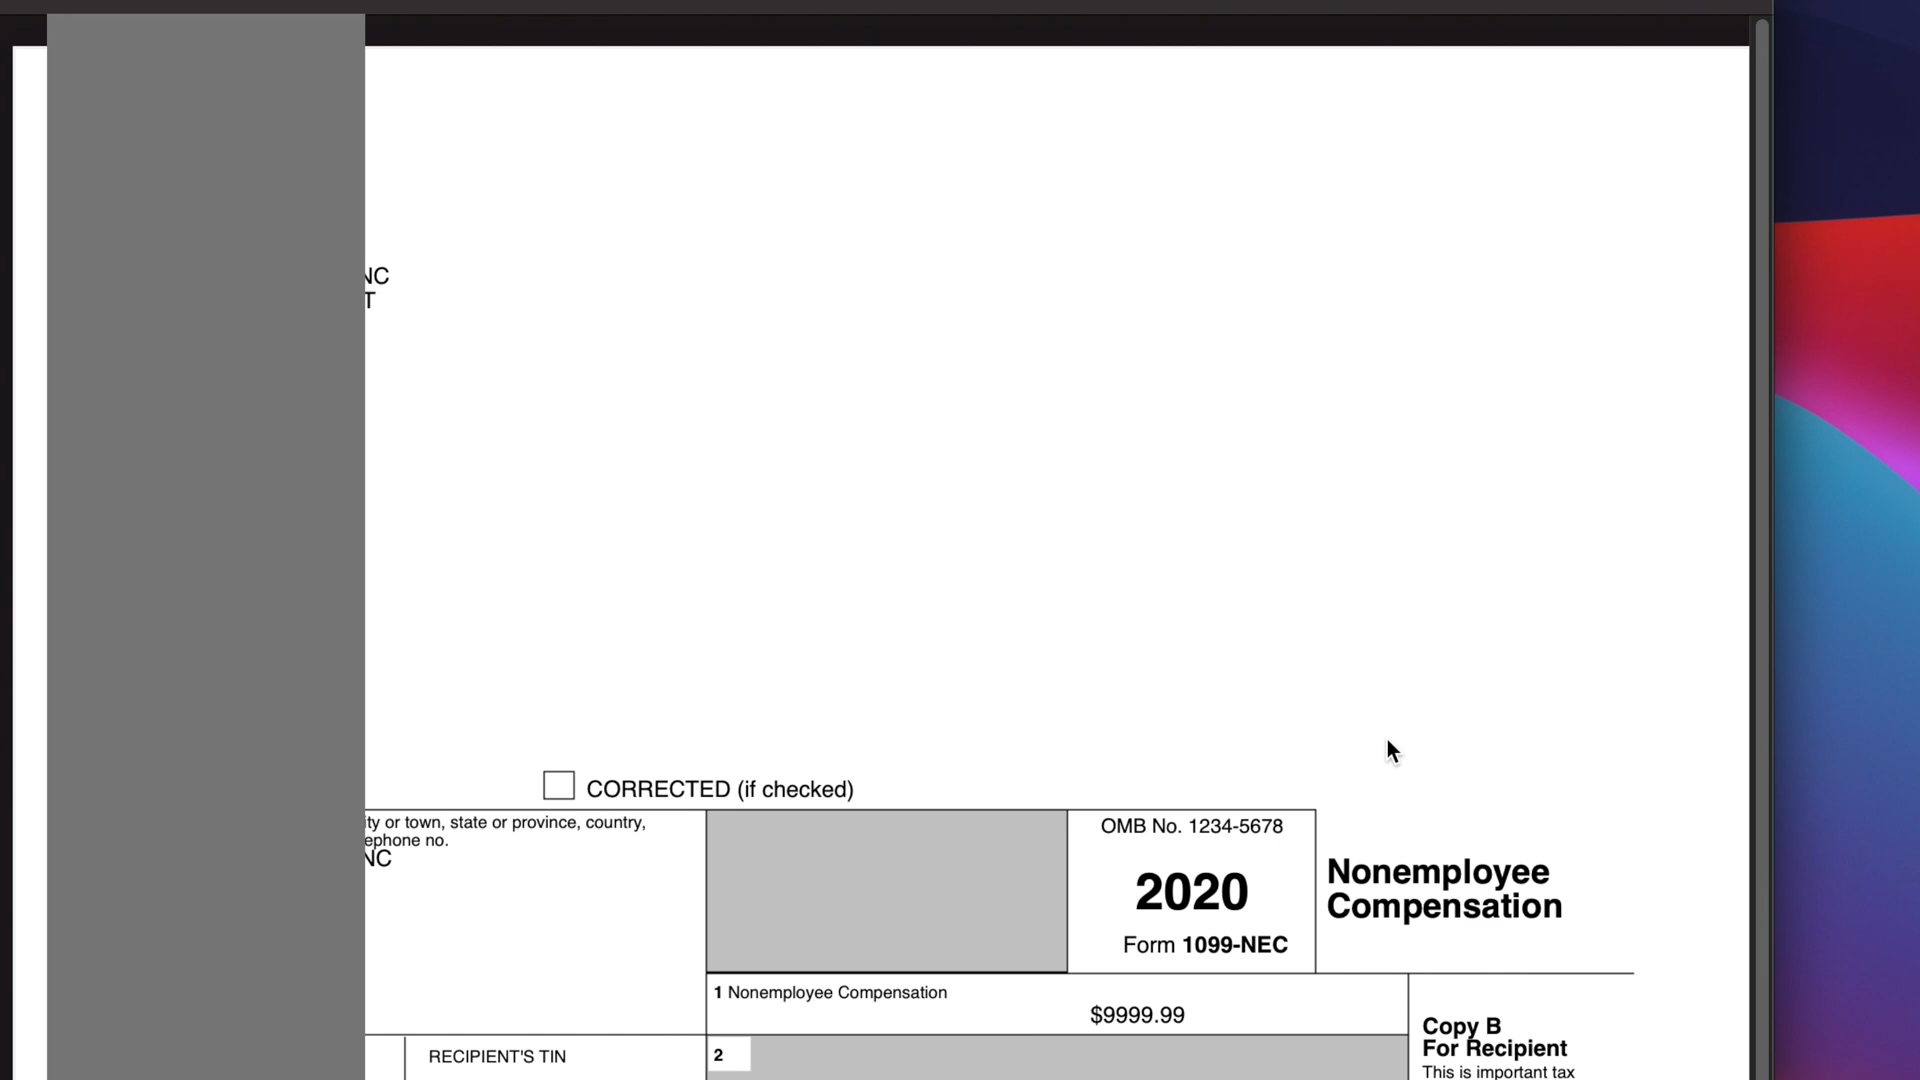 NC
T
CORRECTED (if checked)
ity or town, state or province, country,
ephone no.
NC
OMB No. 1234-5678
2020
Form 1099-NEC
Nonemployee
Compensation
1 Nonemployee Compensation
$9999.99
Copy B
For Recipient
This is important tax
RECIPIENT'S TIN
2